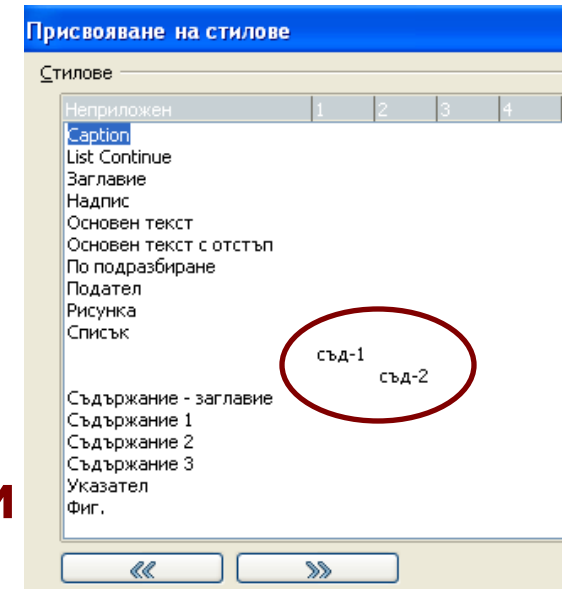 Присвояване на стилове
Стилове
Неприложен 1 2 3 4
Caption
List Continue
Заглавие
Надпис
Основен текст
Основен текст с отстъп
По подразбиране
Подател
Рисунка
Списък
съд-1
съд-2
Съдържание - заглавие
Съдържание 1
Съдържание 2
Съдържание 3
Указател
и
Фиг.